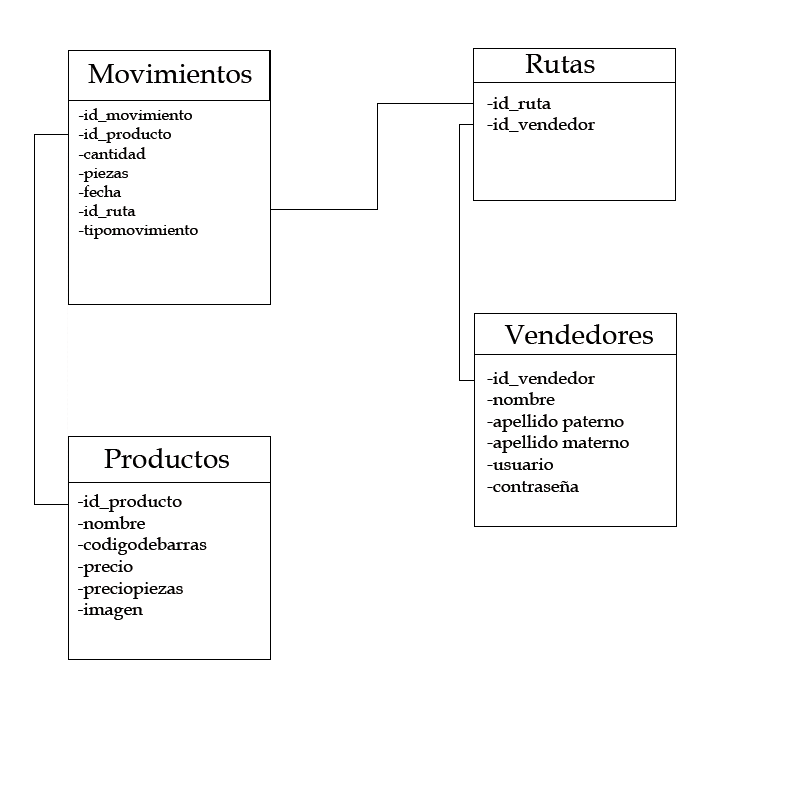 Movimientos
-id_movimiento
-id_producto
-cantidad
-piezas
-fecha
-id_ruta
-tipomovimiento
Rutas
-id_ruta
-id_vendedor
Productos
-id_producto
-nombre
-codigodebarras
-precio
-preciopiezas
-imagen
Vendedores
-id_vendedor
-nombre
-apellido paterno
-apellido materno
-usuario
-contraseña